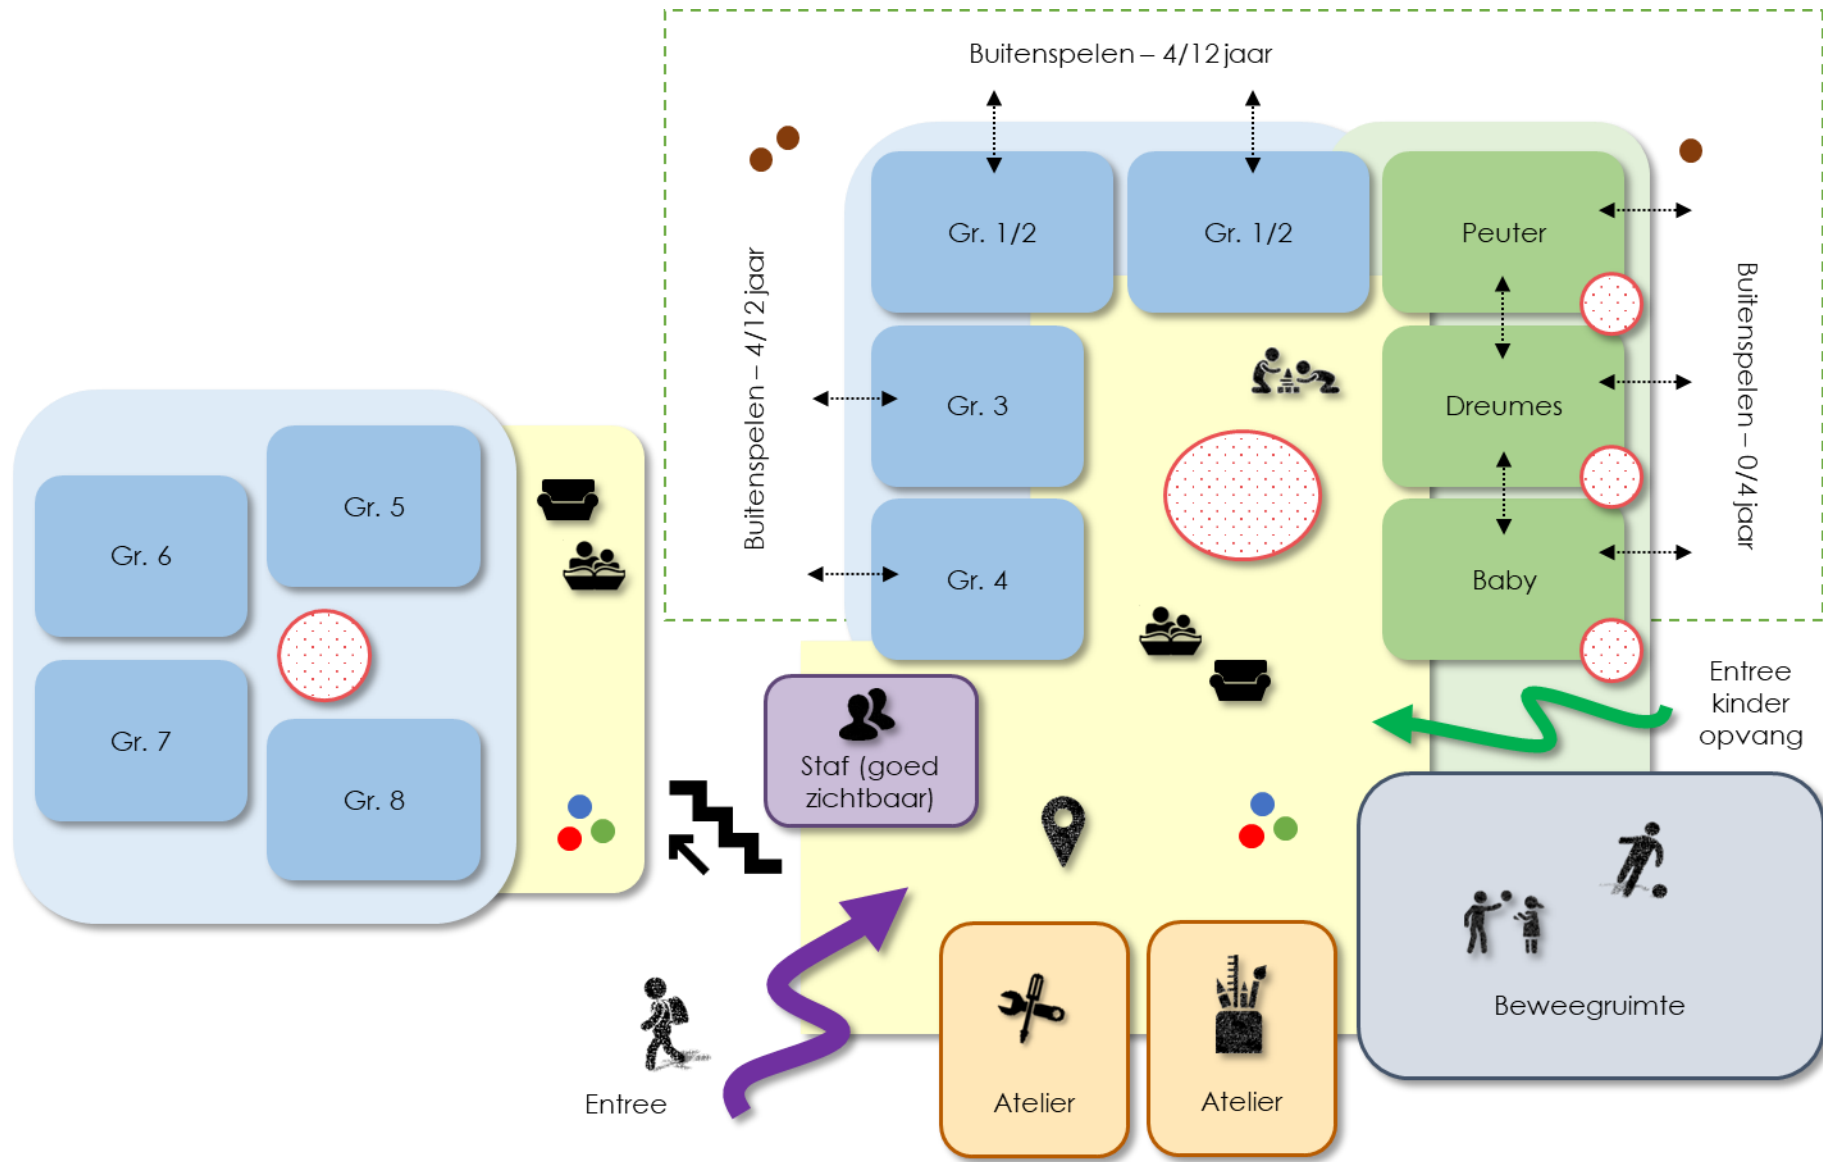 Buitenspelen – 4/12 jaar
Buitenspelen – 4/12 jaar
Buitenspelen – 0/4 jaar
Gr. 1/2
Gr. 1/2
Peuter
Gr. 3
Dreumes
Gr. 4
Baby
Gr. 5
Gr. 6
Gr. 7
Gr. 8
Staf (goed
zichtbaar)
Entree
kinder
opvang
Beweegruimte
Entree
Atelier
Atelier